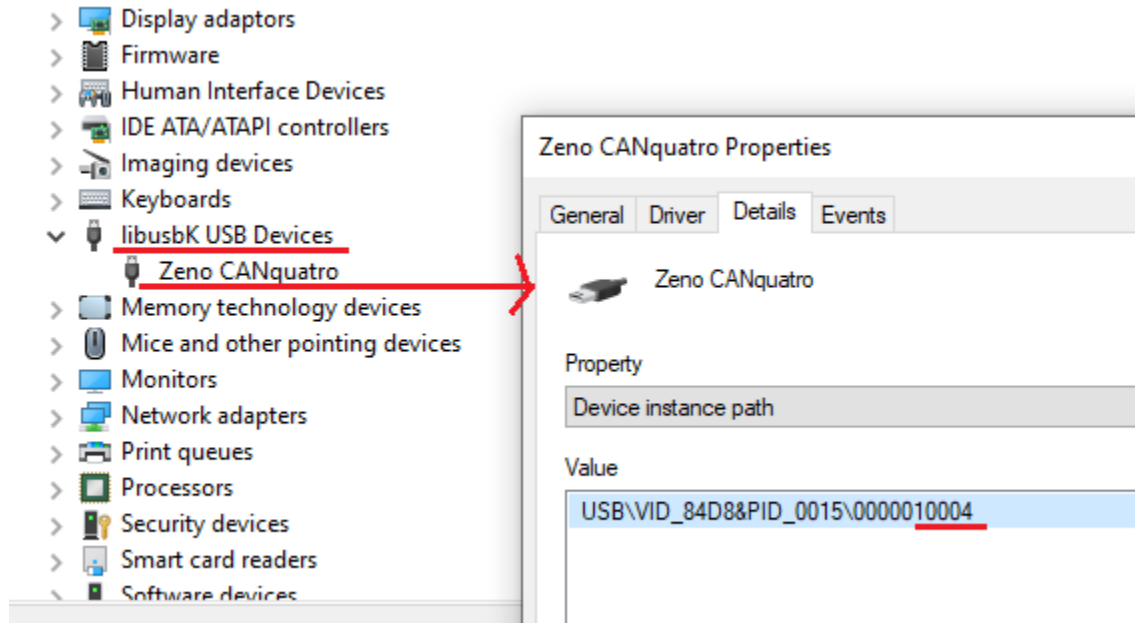 Display adaptors
Firmware
Human Interface Devices
IDE ATA/ATAPI controllers
Imaging devices
Keyboards
libusbK USB Devices
Zeno CANquatro
Memory technology devices
Mice and other pointing devices
Monitors
Network adapters
Print queues
Processors
Security devices
Smart card readers
Software devices
Zeno CANquatro Properties
General Driver Details Events
Zeno CANquatro
Property
Device instance path
Value
USB\VID_84D8&PID_0015\0000010004